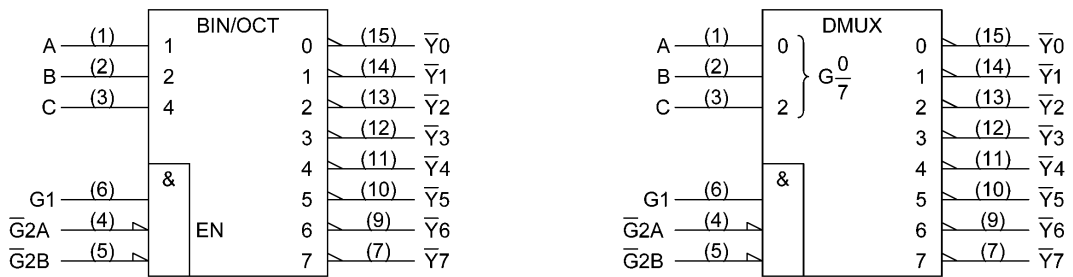 BIN/OCT
A (1) 1 0 (15) Y̅0
B (2) 2 1 (14) Y̅1
C (3) 4 2 (13) Y̅2
3 (12) Y̅3
& 4 (11) Y̅4
G1 (6) 5 (10) Y̅5
G̅2A (4) EN 6 (9) Y̅6
G̅2B (5) 7 (7) Y̅7
DMUX
A (1) 0 0 (15) Y̅0
B (2) G 0/7 1 (14) Y̅1
C (3) 2 2 (13) Y̅2
3 (12) Y̅3
& 4 (11) Y̅4
G1 (6) 5 (10) Y̅5
G̅2A (4) 6 (9) Y̅6
G̅2B (5) 7 (7) Y̅7